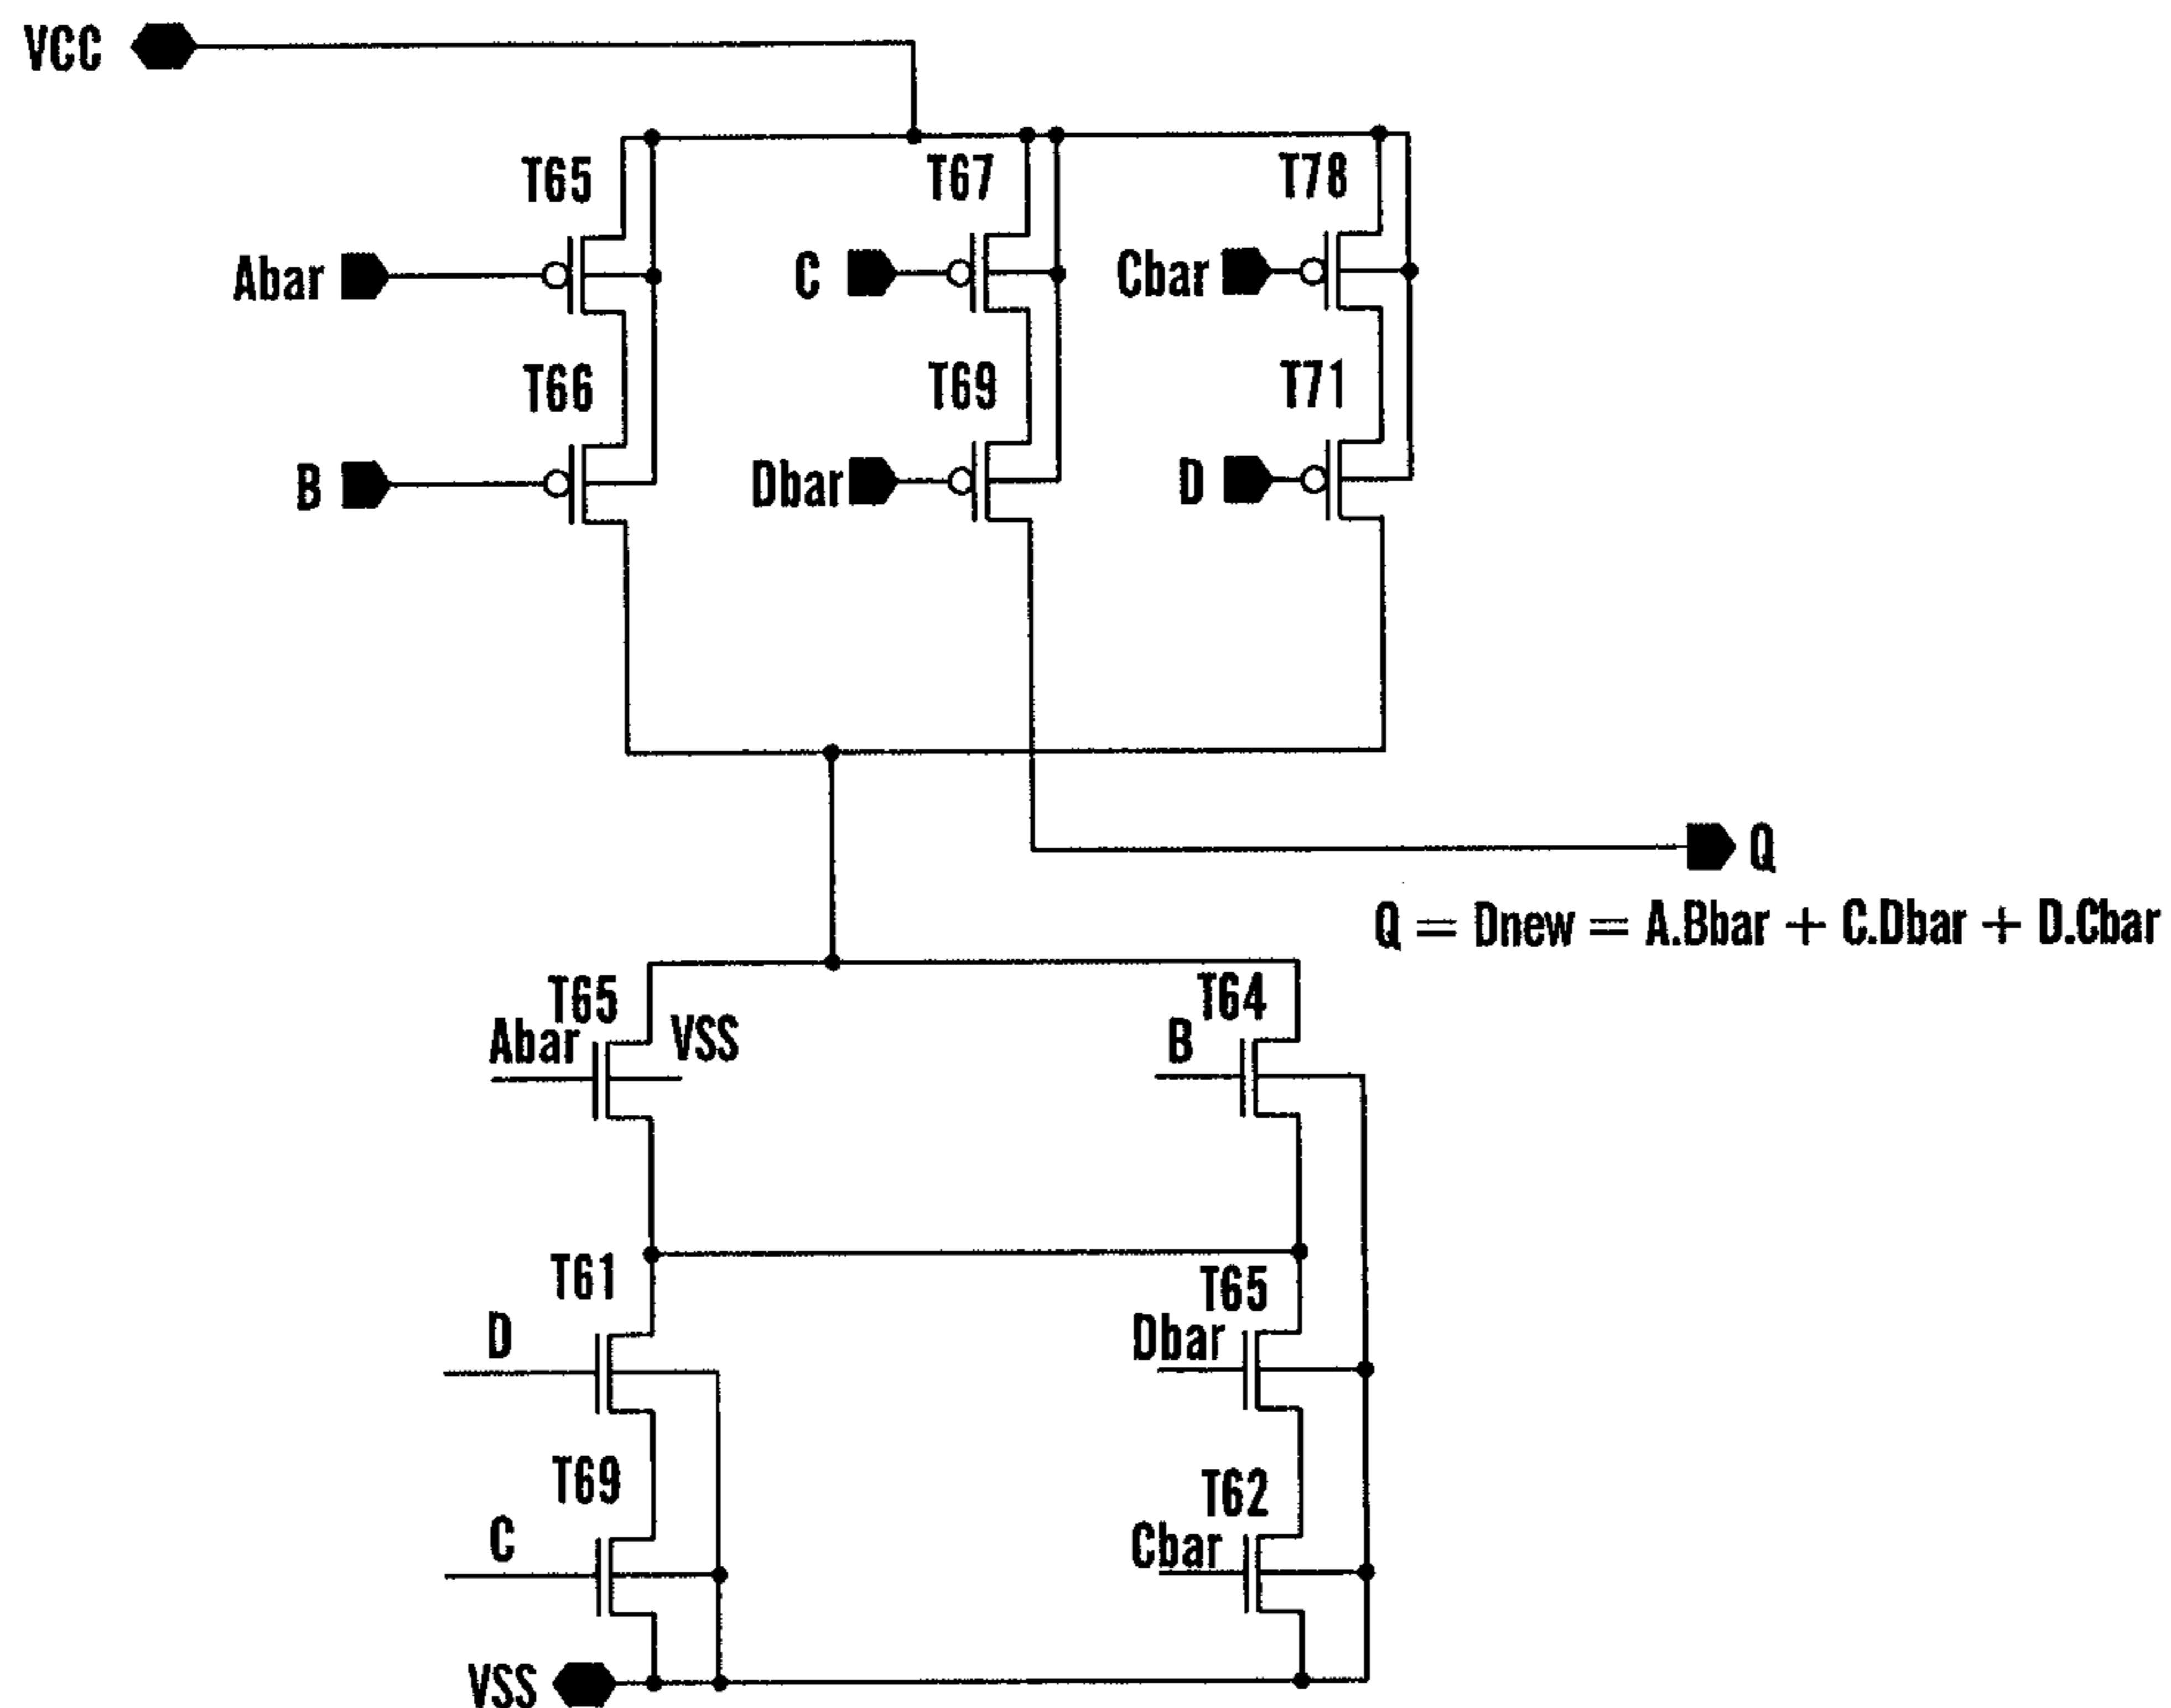 VCC
T65
T67
T78
Abar
C
Cbar
T66
T69
T71
B
Dbar
D
Q
Q = Dnew = A.Bbar + C.Dbar + D.Cbar
T65
T64
Abar
VSS
B
T61
T65
D
Dbar
T69
T62
C
Cbar
VSS